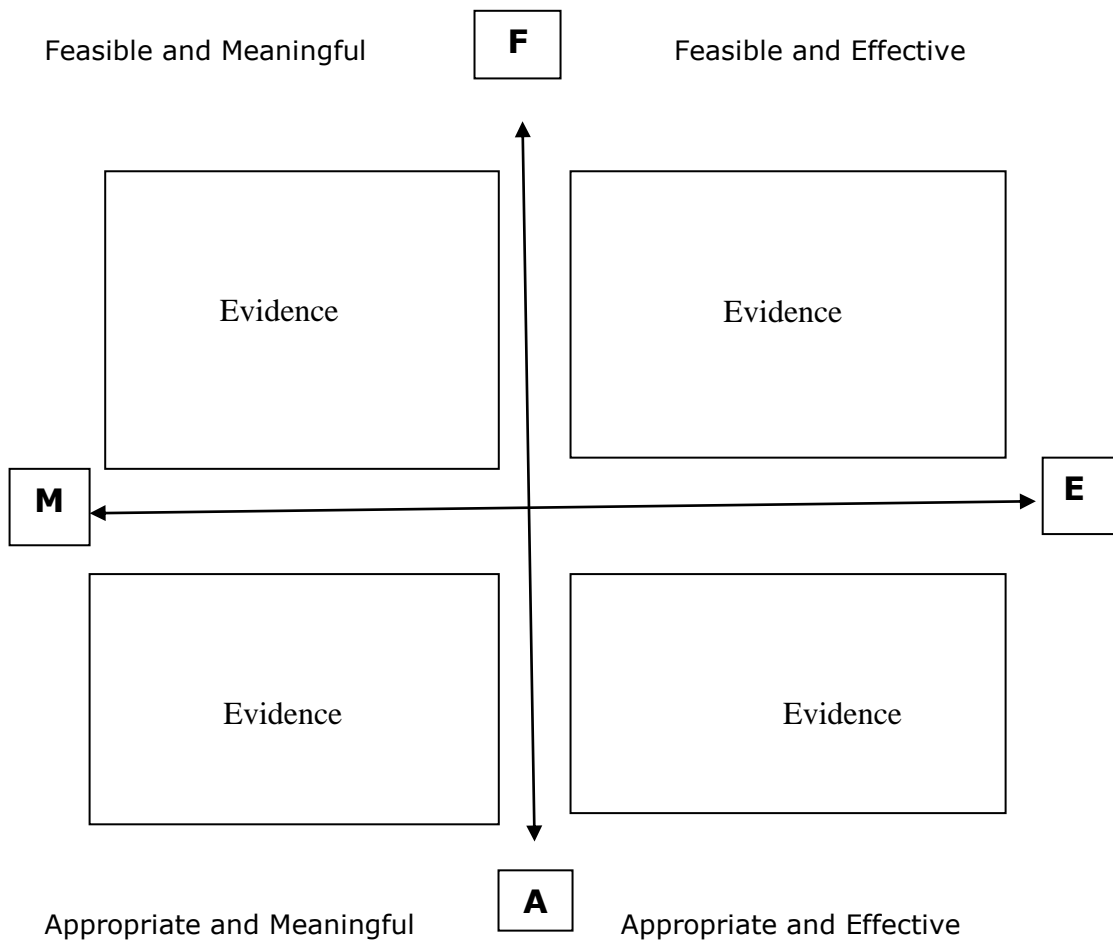 F
Feasible and Meaningful
Feasible and Effective
Evidence
Evidence
M
E
Evidence
Evidence
A
Appropriate and Meaningful
Appropriate and Effective